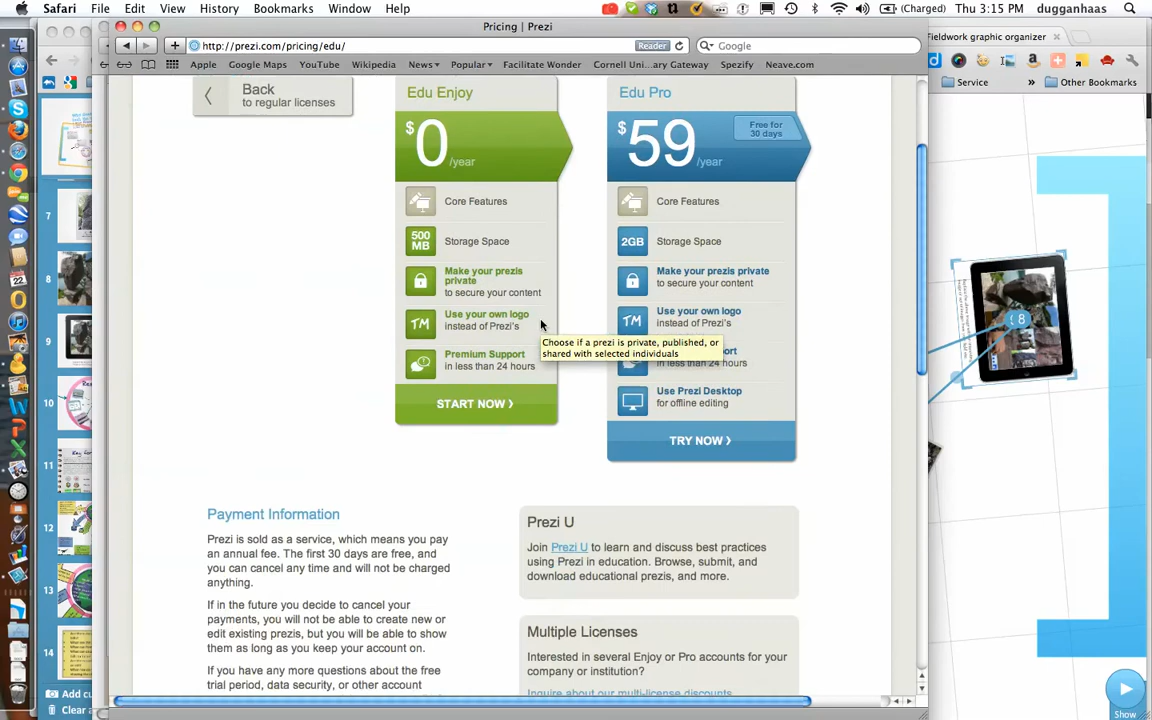 Safari File Edit View History Bookmarks Window Help (Charged) Thu 3:15 PM dugganhaas
Pricing | Prezi
Fieldwork graphic organizer
http://prezi.com/pricing/edu/ Reader Google
Apple Google Maps YouTube Wikipedia News Popular Facilitate Wonder Cornell Uni...ary Gateway Spezify Neave.com
Service » Other Bookmarks
Back
to regular licenses
Edu Enjoy
$0 /year
Core Features
500 MB Storage Space
Make your prezis
private
to secure your content
TM Use your own logo
instead of Prezi's
Premium Support
in less than 24 hours
START NOW ›
Edu Pro
$59 /year
Free for
30 days
Core Features
2GB Storage Space
Make your prezis private
to secure your content
TM Use your own logo
instead of Prezi's
ort
in less than 24 hours
Use Prezi Desktop
for offline editing
TRY NOW ›
Choose if a prezi is private, published, or
shared with selected individuals
Payment Information
Prezi is sold as a service, which means you pay
an annual fee. The first 30 days are free, and
you can cancel any time and will not be charged
anything.
If in the future you decide to cancel your
payments, you will not be able to create new or
edit existing prezis, but you will be able to show
them as long as you keep your account on.
If you have any more questions about the free
trial period, data security, or other account
Prezi U
Join Prezi U to learn and discuss best practices
using Prezi in education. Browse, submit, and
download educational prezis, and more.
Multiple Licenses
Interested in several Enjoy or Pro accounts for your
company or institution?
Inquire about our multi-license discounts
7
8
9
10
11
12
13
14
Add cu
Clear a
8
Show